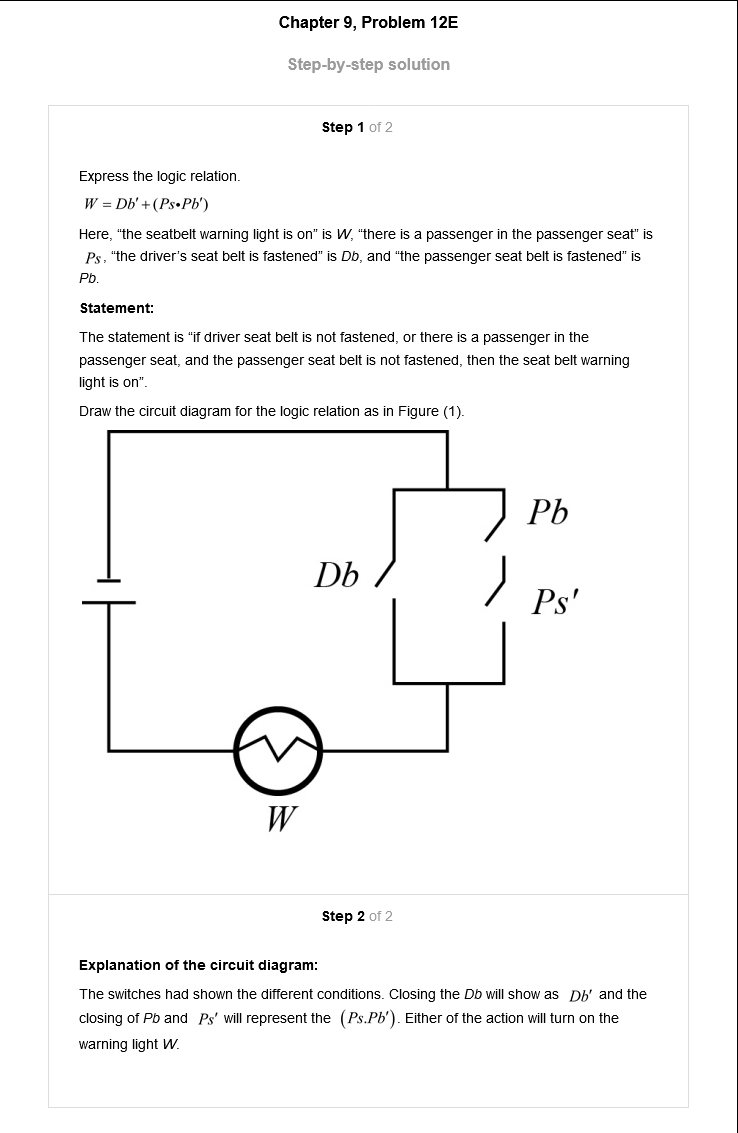 Chapter 9, Problem 12E
Step-by-step solution
Step 1 of 2
Express the logic relation.
W = Db′ + (Ps•Pb′)
Here, “the seatbelt warning light is on” is W, “there is a passenger in the passenger seat” is
Ps, “the driver’s seat belt is fastened” is Db, and “the passenger seat belt is fastened” is
Pb.
Statement:
The statement is “if driver seat belt is not fastened, or there is a passenger in the
passenger seat, and the passenger seat belt is not fastened, then the seat belt warning
light is on”.
Draw the circuit diagram for the logic relation as in Figure (1).
Pb
Db
Ps′
W
Step 2 of 2
Explanation of the circuit diagram:
The switches had shown the different conditions. Closing the Db will show as Db′ and the
closing of Pb and Ps′ will represent the (Ps.Pb′). Either of the action will turn on the
warning light W.